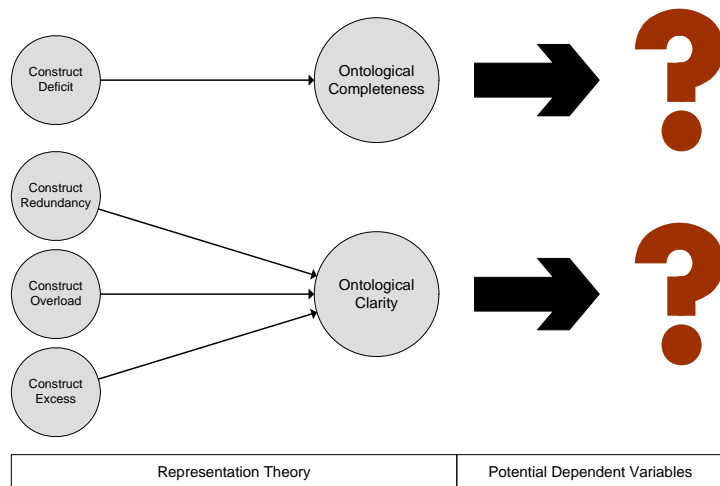 Construct
Deficit
Ontological
Completeness
?
Construct
Redundancy
Construct
Overload
Ontological
Clarity
?
Construct
Excess
Representation Theory
Potential Dependent Variables